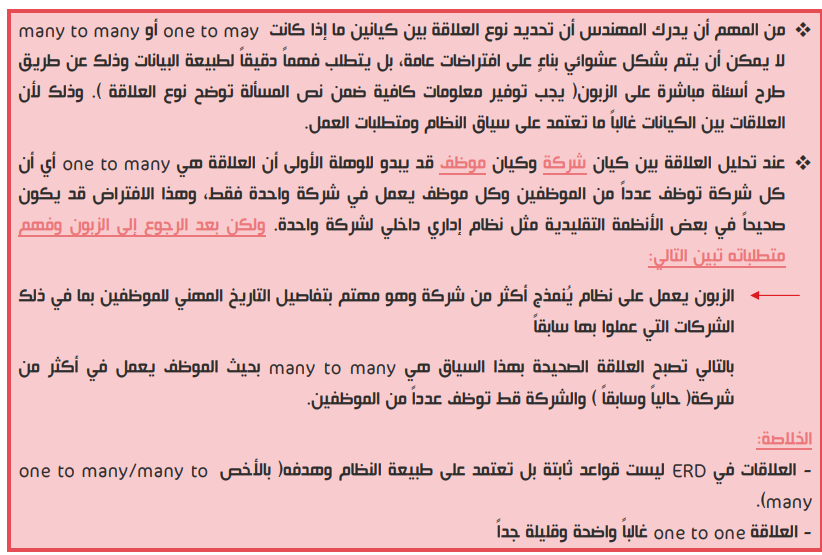 ❖ من المهم أن يدرك المهندس أن تحديد نوع العلاقة بين كيانين ما إذا كانت one to may أو many to many
لا يمكن أن يتم بشكل عشوائي بناءً على افتراضات عامة، بل يتطلب فهماً دقيقاً لطبيعة البيانات وذلك عن طريق
طرح أسئلة مباشرة على الزبون( يجب توفير معلومات كافية ضمن نص المسألة توضح نوع العلاقة ). وذلك لأن
العلاقات بين الكيانات غالباً ما تعتمد على سياق النظام ومتطلبات العمل.
❖ عند تحليل العلاقة بين كيان شركة وكيان موظف قد يبدو للوهلة الأولى أن العلاقة هي one to many أي أن
كل شركة توظف عدداً من الموظفين وكل موظف يعمل في شركة واحدة فقط، وهذا الافتراض قد يكون
صحيحاً في بعض الأنظمة التقليدية مثل نظام إداري داخلي لشركة واحدة. ولكن بعد الرجوع إلى الزبون وفهم
متطلباته تبين التالي:
الزبون يعمل على نظام يُنمذج أكثر من شركة وهو مهتم بتفاصيل التاريخ المهني للموظفين بما في ذلك
الشركات التي عملوا بها سابقاً
بالتالي تصبح العلاقة الصحيحة بهذا السياق هي many to many بحيث الموظف يعمل في أكثر من
شركة( حالياً وسابقاً ) والشركة قط توظف عدداً من الموظفين.
الخلاصة:
- العلاقات في ERD ليست قواعد ثابتة بل تعتمد على طبيعة النظام وهدفه( بالأخص one to many/many to
many).
- العلاقة one to one غالباً واضحة وقليلة جداً